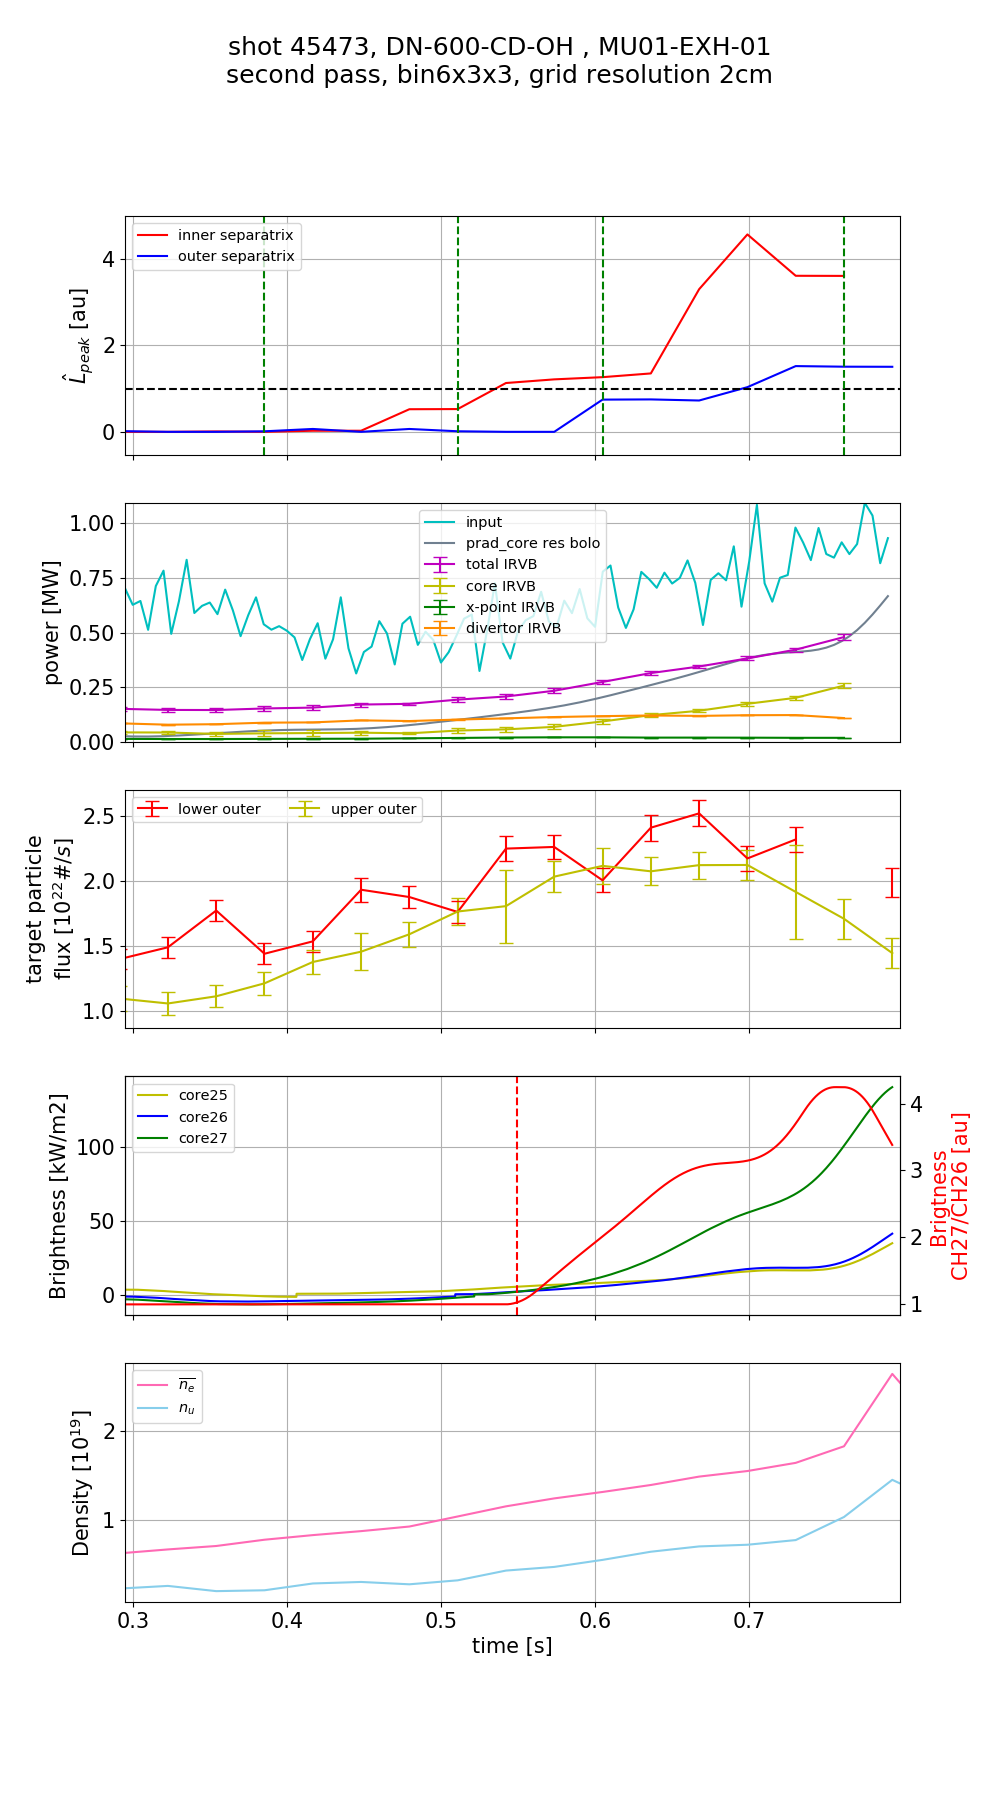 shot 45473, DN-600-CD-OH , MU01-EXH-01
second pass, bin6x3x3, grid resolution 2cm
L̂_peak [au]
4
2
0
inner separatrix
outer separatrix
power [MW]
1.00
0.75
0.50
0.25
0.00
input
prad_core res bolo
total IRVB
core IRVB
x-point IRVB
divertor IRVB
target particle
flux [10²²#/s]
2.5
2.0
1.5
1.0
lower outer
upper outer
Brightness [kW/m2]
100
50
0
core25
core26
core27
4
3
2
1
Brigtness
CH27/CH26 [au]
Density [10¹⁹]
2
1
n̅ₑ
nᵤ
0.3 0.4 0.5 0.6 0.7
time [s]